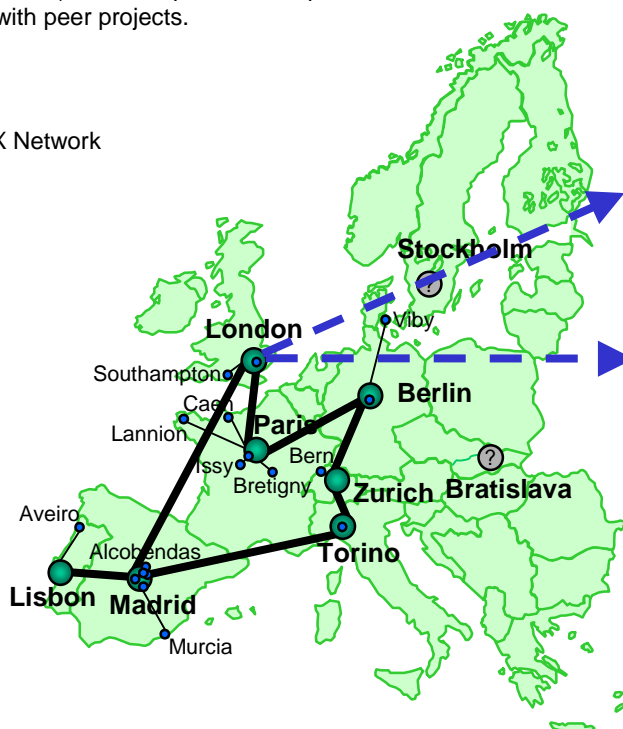 with peer projects.
X Network
Stockholm
?
Viby
London
Southampton
Berlin
Caen
Paris
Lannion
Issy
Bern
?
Bretigny
Zurich
Bratislava
Aveiro
Alcobendas
Torino
Lisbon
Madrid
Murcia